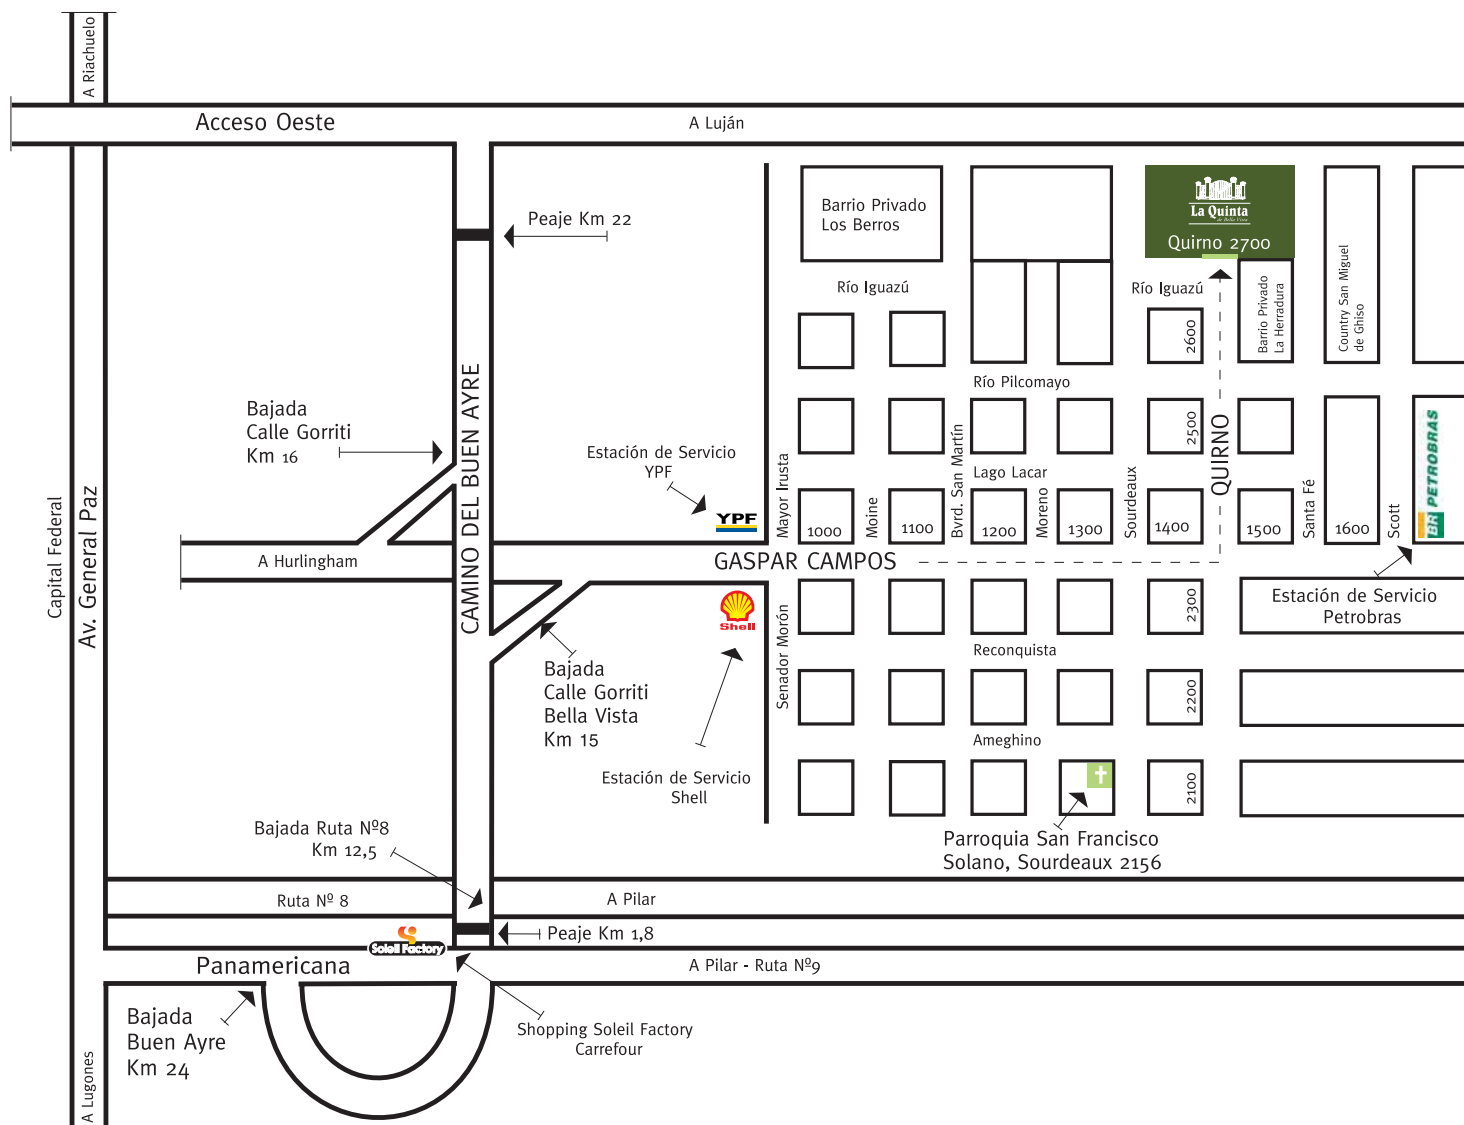 A Riachuelo
Acceso Oeste
A Luján
Peaje Km 22
Barrio Privado
Los Berros
La Quinta
de Bella Vista
Quirno 2700
Río Iguazú
Río Iguazú
Barrio Privado
La Herradura
Country San Miguel
de Ghiso
2600
Río Pilcomayo
Bajada
Calle Gorriti
Km 16
CAMINO DEL BUEN AYRE
Estación de Servicio
YPF
YPF
Mayor Irusta
Moine
Bvrd. San Martín
Lago Lacar
Moreno
Sourdeaux
2500
QUIRNO
Santa Fé
Scott
BR PETROBRAS
1000
1100
1200
1300
1400
1500
1600
Capital Federal
Av. General Paz
A Hurlingham
GASPAR CAMPOS
Estación de Servicio
Petrobras
Shell
Senador Morón
2300
Reconquista
Bajada
Calle Gorriti
Bella Vista
Km 15
2200
Ameghino
Estación de Servicio
Shell
2100
Parroquia San Francisco
Solano, Sourdeaux 2156
Bajada Ruta Nº8
Km 12,5
Ruta Nº 8
A Pilar
Peaje Km 1,8
Soleil Factory
Panamericana
A Pilar - Ruta Nº9
Bajada
Buen Ayre
Km 24
Shopping Soleil Factory
Carrefour
A Lugones